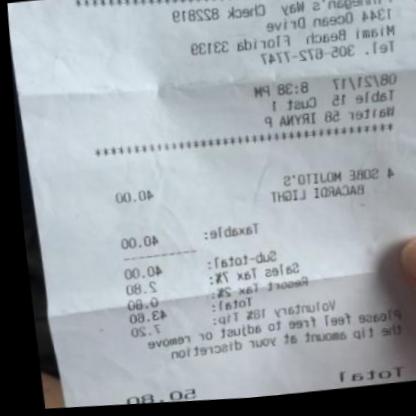 Finnegan's Way Check 822819
1344 Ocean Drive
Miami Beach Florida 33139
Tel. 305-672-7747
08/21/17 8:38 PM
Table 15 Cust 1
Waiter 58 IRYNA P
****************************************
4 SOBE MOJITO'S
BACARDI LIGHT 40.00
Taxable: 40.00
Sub-total: 40.00
Sales Tax 7%: 2.80
Resort Tax 2%: 0.80
Total: 43.60
Voluntary 18% Tip: 7.20
Please feel free to adjust or remove
the tip amount at your discretion
Total 50.80